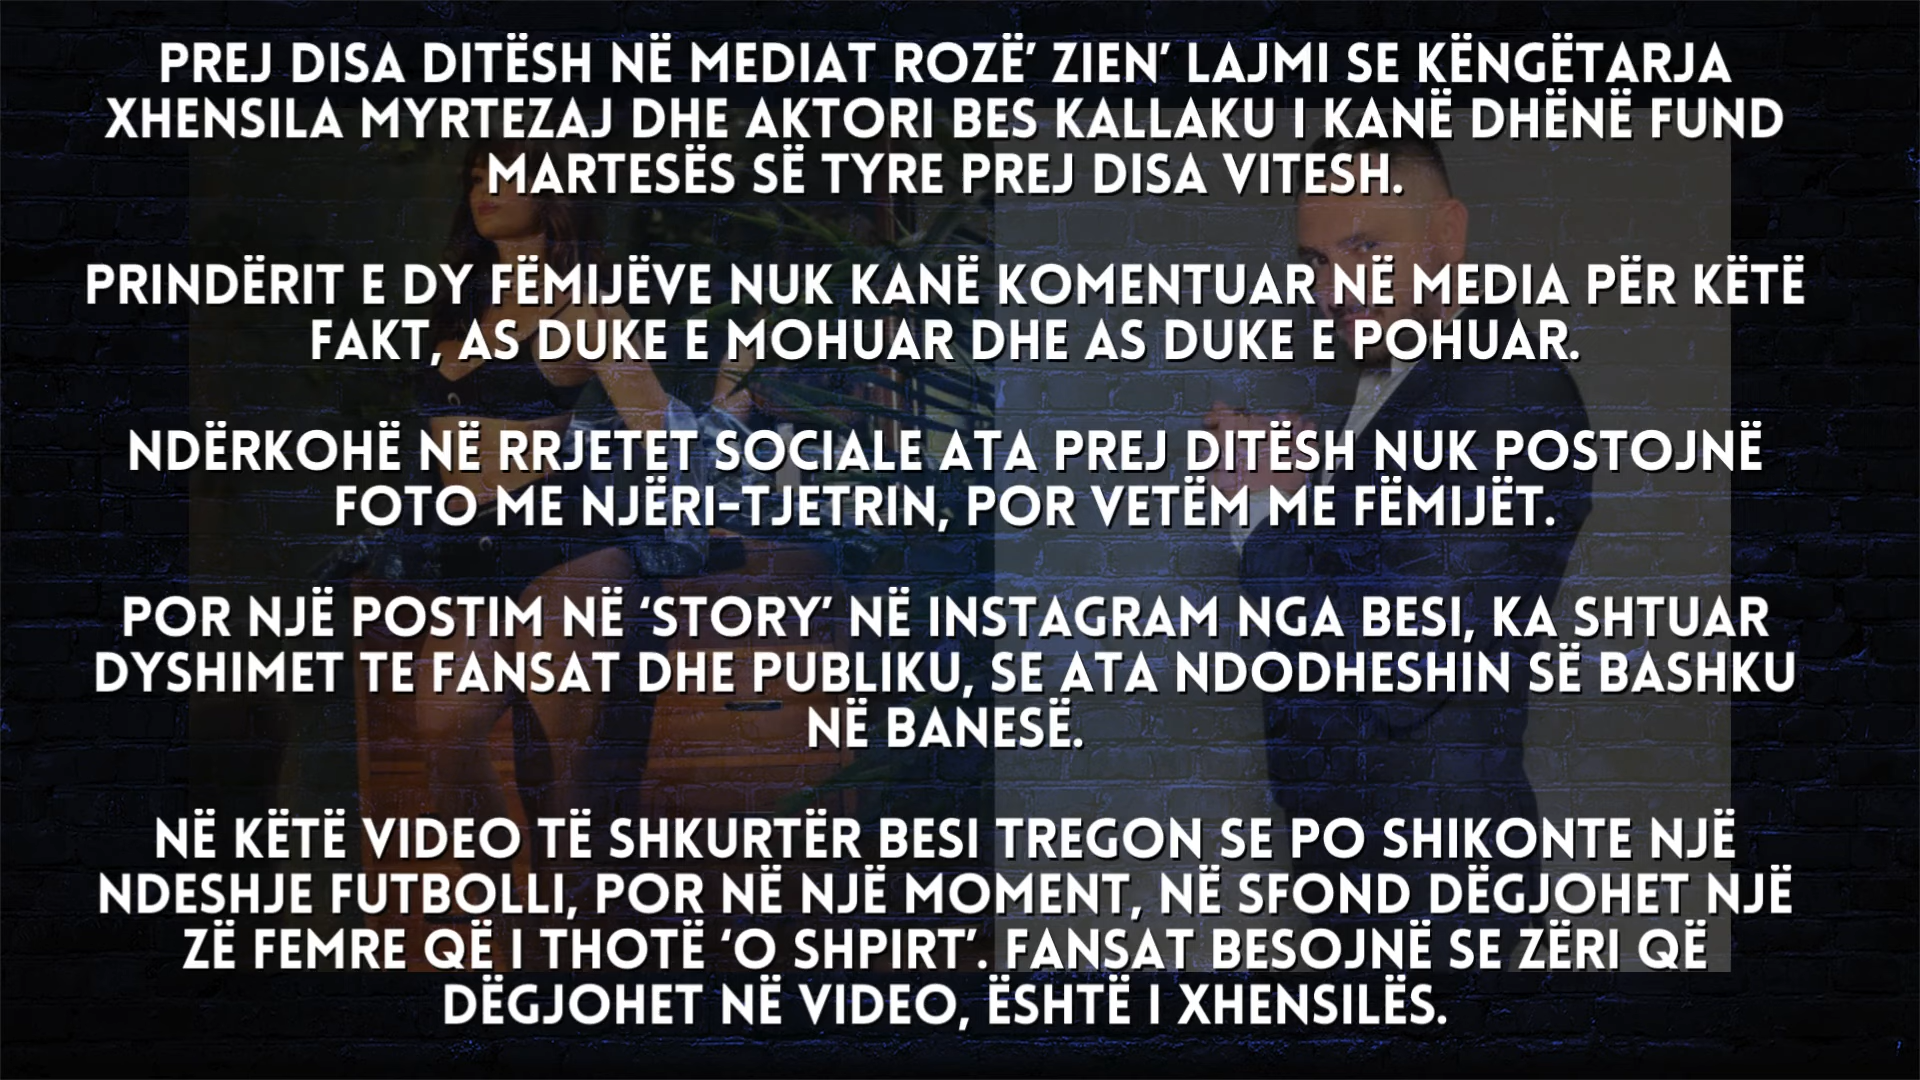 PREJ DISA DITËSH NË MEDIAT ROZË’ ZIEN’ LAJMI SE KËNGËTARJA
XHENSILA MYRTEZAJ DHE AKTORI BES KALLAKU I KANË DHËNË FUND
MARTESËS SË TYRE PREJ DISA VITESH.
PRINDËRIT E DY FËMIJËVE NUK KANË KOMENTUAR NË MEDIA PËR KËTË
FAKT, AS DUKE E MOHUAR DHE AS DUKE E POHUAR.
NDËRKOHË NË RRJETET SOCIALE ATA PREJ DITËSH NUK POSTOJNË
FOTO ME NJËRI-TJETRIN, POR VETËM ME FËMIJËT.
POR NJË POSTIM NË ‘STORY’ NË INSTAGRAM NGA BESI, KA SHTUAR
DYSHIMET TE FANSAT DHE PUBLIKU, SE ATA NDODHESHIN SË BASHKU
NË BANESË.
NË KËTË VIDEO TË SHKURTËR BESI TREGON SE PO SHIKONTE NJË
NDESHJE FUTBOLLI, POR NË NJË MOMENT, NË SFOND DËGJOHET NJË
ZË FEMRE QË I THOTË ‘O SHPIRT’. FANSAT BESOJNË SE ZËRI QË
DËGJOHET NË VIDEO, ËSHTË I XHENSILËS.